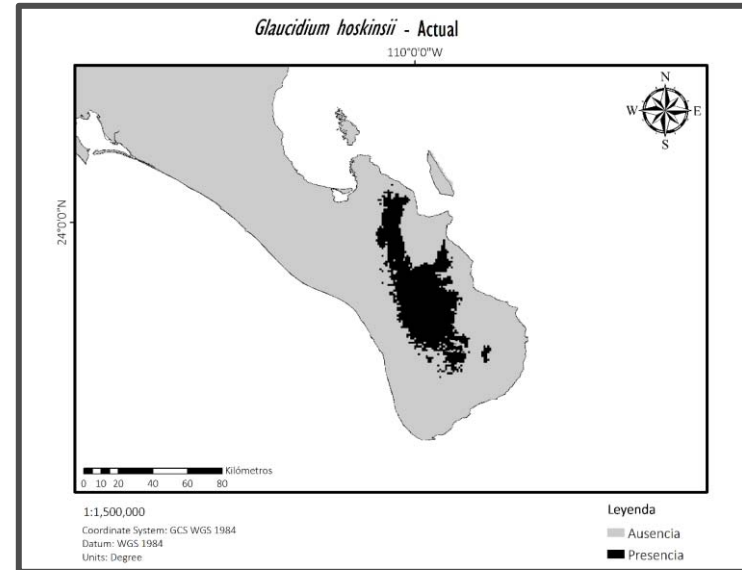 Glaucidium hoskinsii - Actual
110°0'0"W
N
W E
S
24°0'0"N
Kilómetros
0 10 20 40 60 80
1:1,500,000
Coordinate System: GCS WGS 1984
Datum: WGS 1984
Units: Degree
Leyenda
Ausencia
Presencia